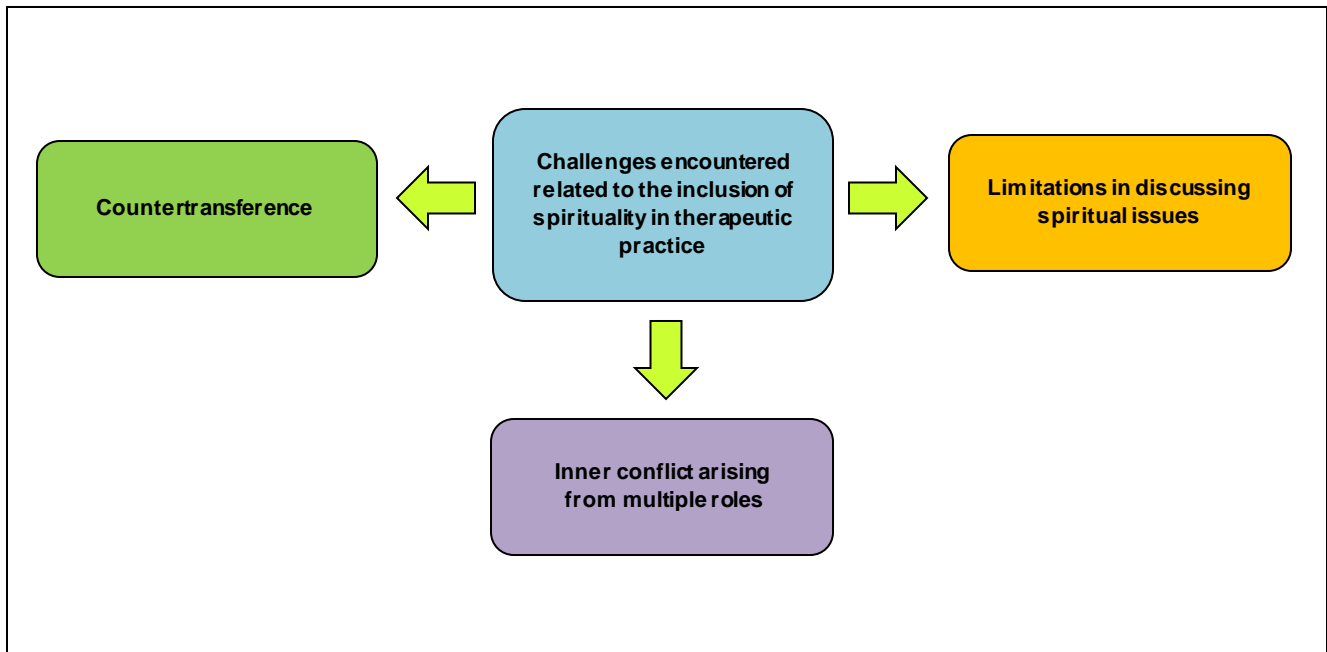 Challenges encountered
related to the inclusion of
spirituality in therapeutic
practice
Countertransference
Limitations in discussing
spiritual issues
Inner conflict arising
from multiple roles